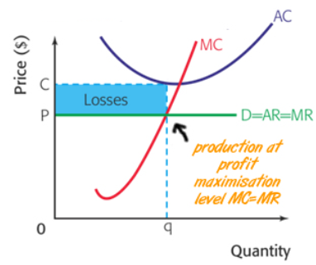 AC
MC
Price ($)
C
Losses
P
D=AR=MR
production at
profit
maximisation
level MC=MR
0
q
Quantity